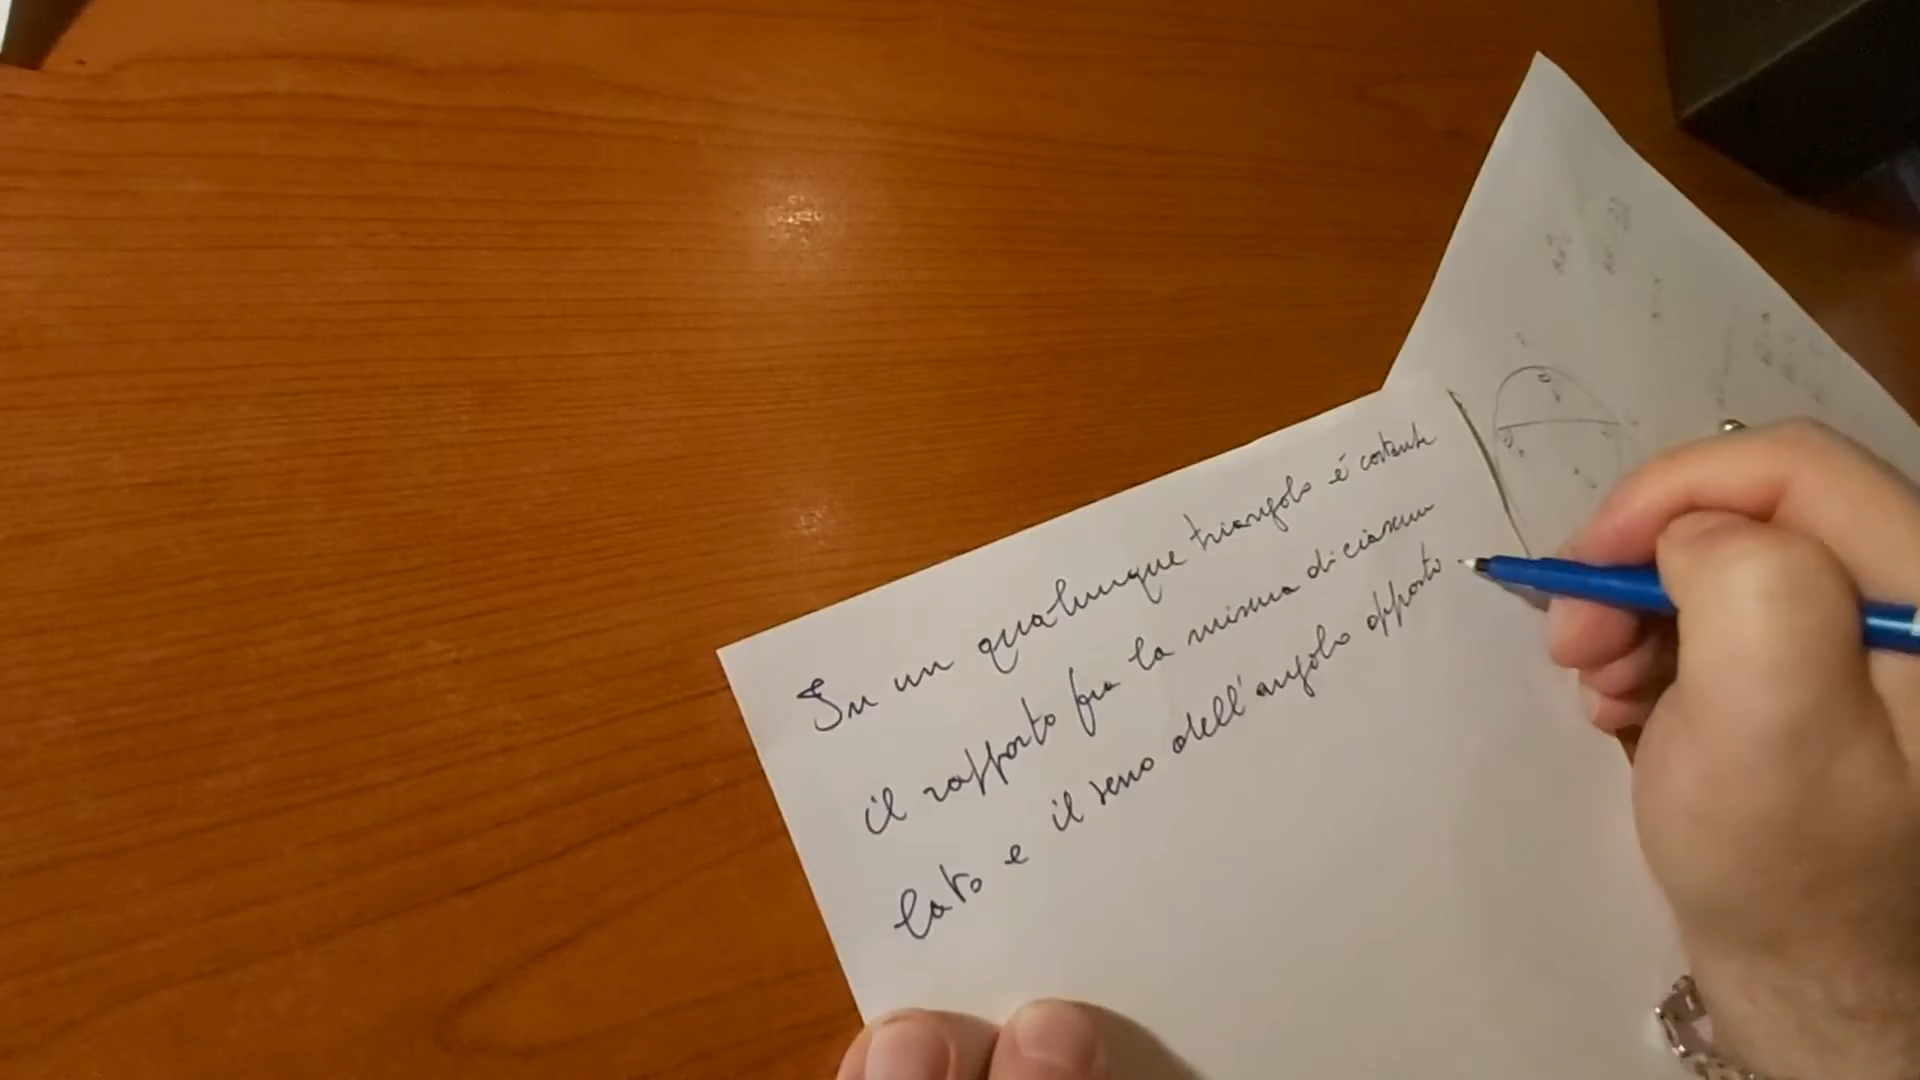 In un qualunque triangolo é costante
il rapporto fra la misura di ciascun
lato e il seno dell'angolo opposto